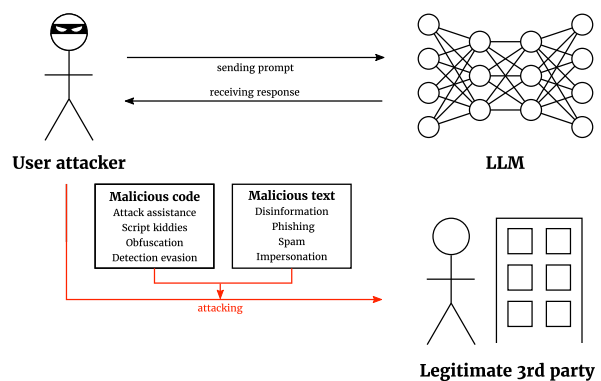 sending prompt
receiving response
User attacker
LLM
Malicious code
Attack assistance
Script kiddies
Obfuscation
Detection evasion
Malicious text
Disinformation
Phishing
Spam
Impersonation
attacking
Legitimate 3rd party